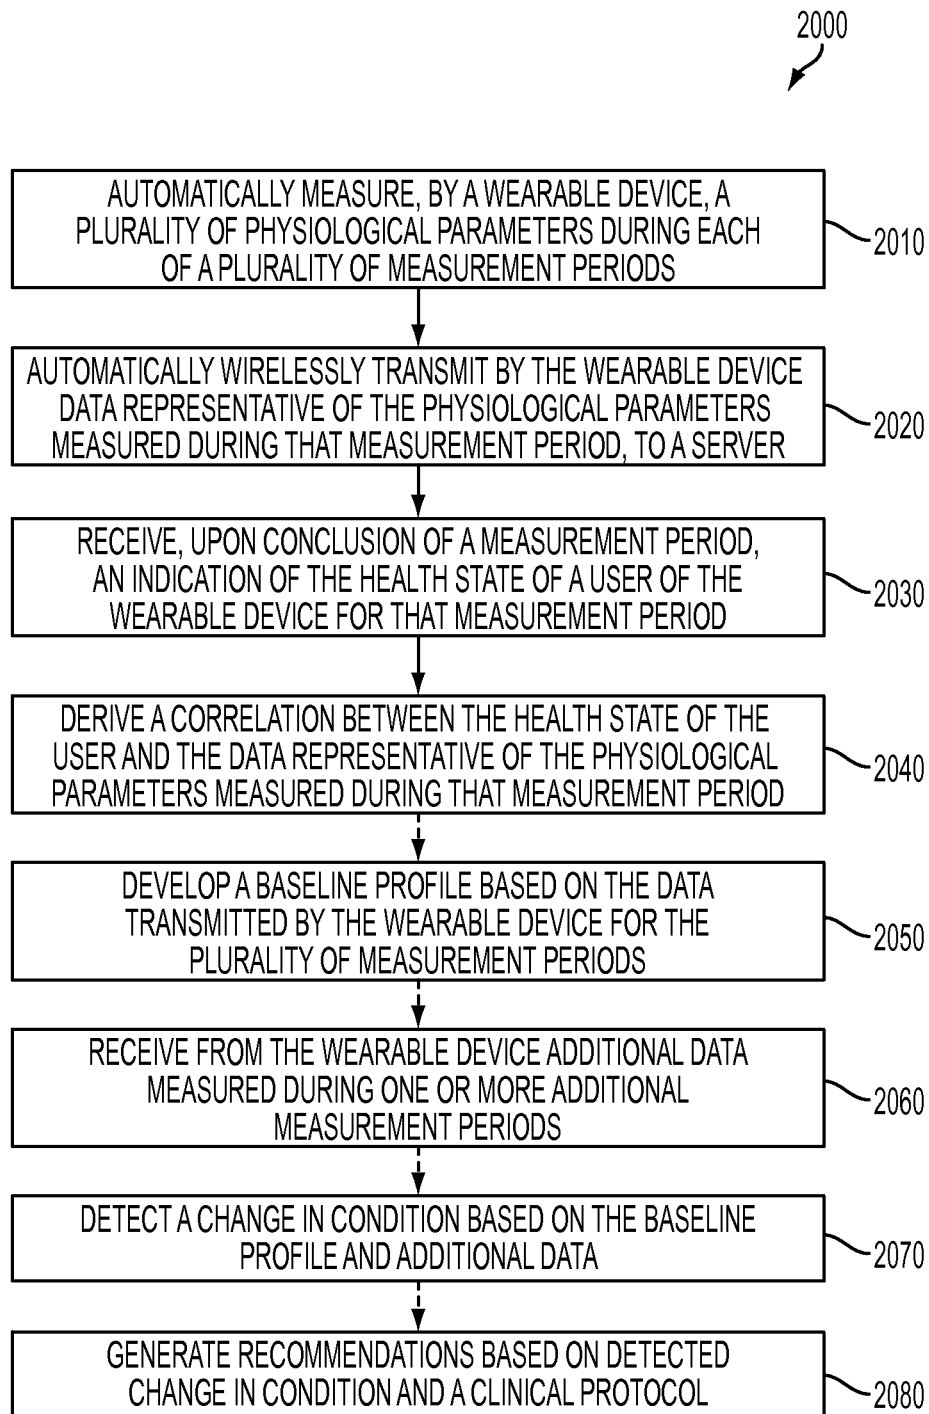 2000
AUTOMATICALLY MEASURE, BY A WEARABLE DEVICE, A
PLURALITY OF PHYSIOLOGICAL PARAMETERS DURING EACH
OF A PLURALITY OF MEASUREMENT PERIODS
2010
AUTOMATICALLY WIRELESSLY TRANSMIT BY THE WEARABLE DEVICE
DATA REPRESENTATIVE OF THE PHYSIOLOGICAL PARAMETERS
MEASURED DURING THAT MEASUREMENT PERIOD, TO A SERVER
2020
RECEIVE, UPON CONCLUSION OF A MEASUREMENT PERIOD,
AN INDICATION OF THE HEALTH STATE OF A USER OF THE
WEARABLE DEVICE FOR THAT MEASUREMENT PERIOD
2030
DERIVE A CORRELATION BETWEEN THE HEALTH STATE OF THE
USER AND THE DATA REPRESENTATIVE OF THE PHYSIOLOGICAL
PARAMETERS MEASURED DURING THAT MEASUREMENT PERIOD
2040
DEVELOP A BASELINE PROFILE BASED ON THE DATA
TRANSMITTED BY THE WEARABLE DEVICE FOR THE
PLURALITY OF MEASUREMENT PERIODS
2050
RECEIVE FROM THE WEARABLE DEVICE ADDITIONAL DATA
MEASURED DURING ONE OR MORE ADDITIONAL
MEASUREMENT PERIODS
2060
DETECT A CHANGE IN CONDITION BASED ON THE BASELINE
PROFILE AND ADDITIONAL DATA
2070
GENERATE RECOMMENDATIONS BASED ON DETECTED
CHANGE IN CONDITION AND A CLINICAL PROTOCOL
2080